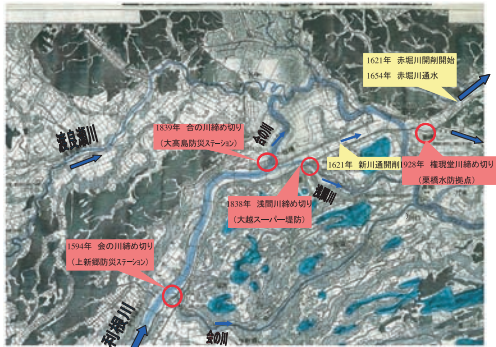 1621年 赤堀川開削開始
1654年 赤堀川通水
渡良瀬川
1839年 合の川締め切り
（大高島防災ｽﾃｰｼｮﾝ）
合の川
1621年 新川通開削
1928年 権現堂川締め切り
（栗橋水防拠点）
浅間川
1838年 浅間川締め切り
（大越スーパー堤防）
1594年 会の川締め切り
（上新郷防災ｽﾃｰｼｮﾝ）
利根川
会の川